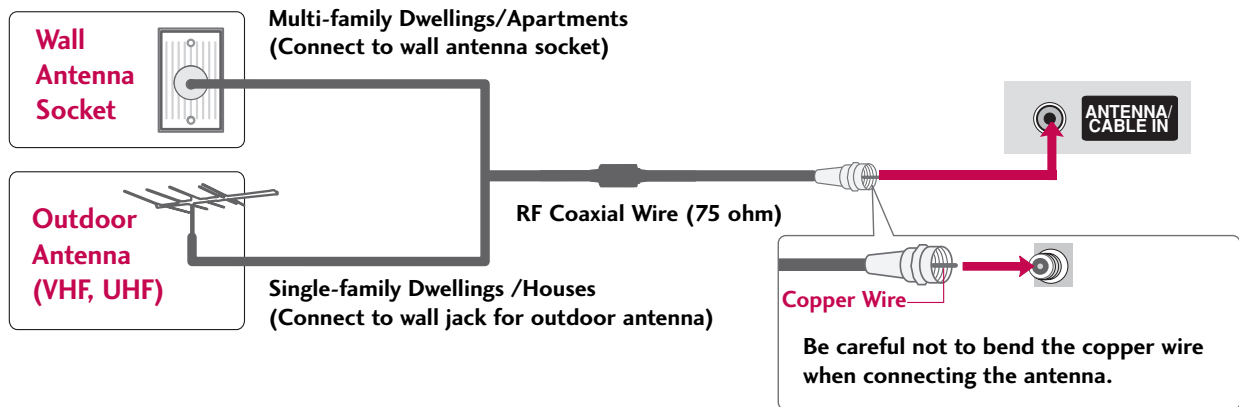 Multi-family Dwellings/Apartments
(Connect to wall antenna socket)
Wall
Antenna
Socket
ANTENNA/
CABLE IN
RF Coaxial Wire (75 ohm)
Outdoor
Antenna
(VHF, UHF)
Single-family Dwellings /Houses
(Connect to wall jack for outdoor antenna)
Copper Wire
Be careful not to bend the copper wire
when connecting the antenna.